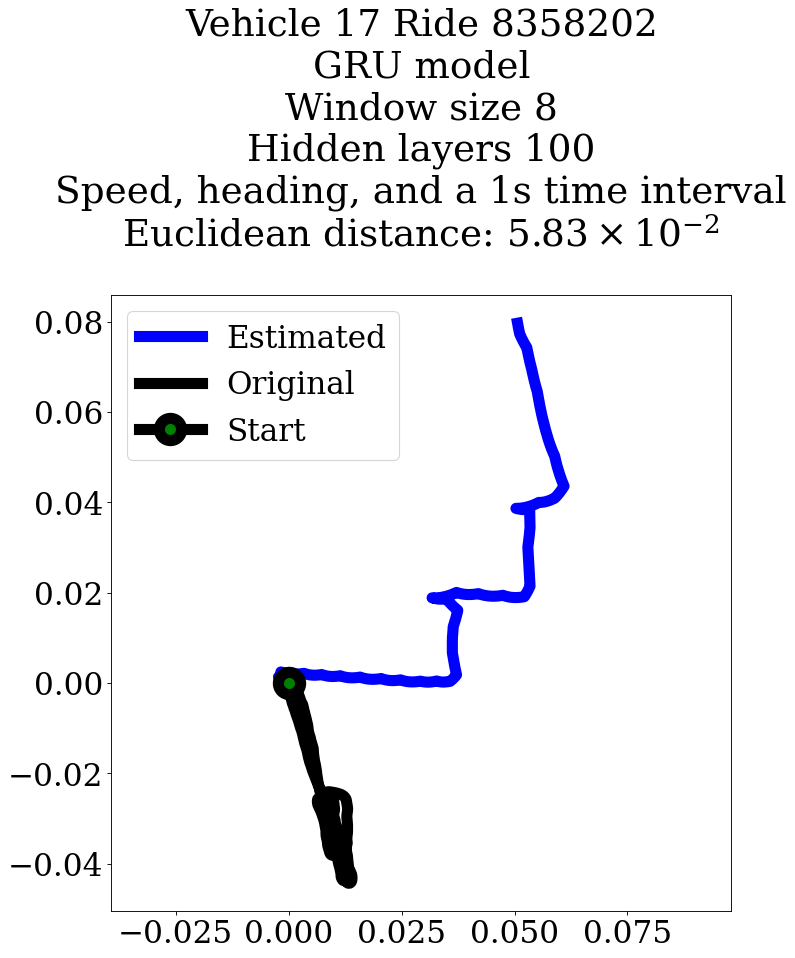 Vehicle 17 Ride 8358202
GRU model
Window size 8
Hidden layers 100
Speed, heading, and a 1s time interval
Euclidean distance: 5.83 × 10⁻²
Estimated
Original
Start
0.08
0.06
0.04
0.02
0.00
−0.02
−0.04
−0.025 0.000 0.025 0.050 0.075